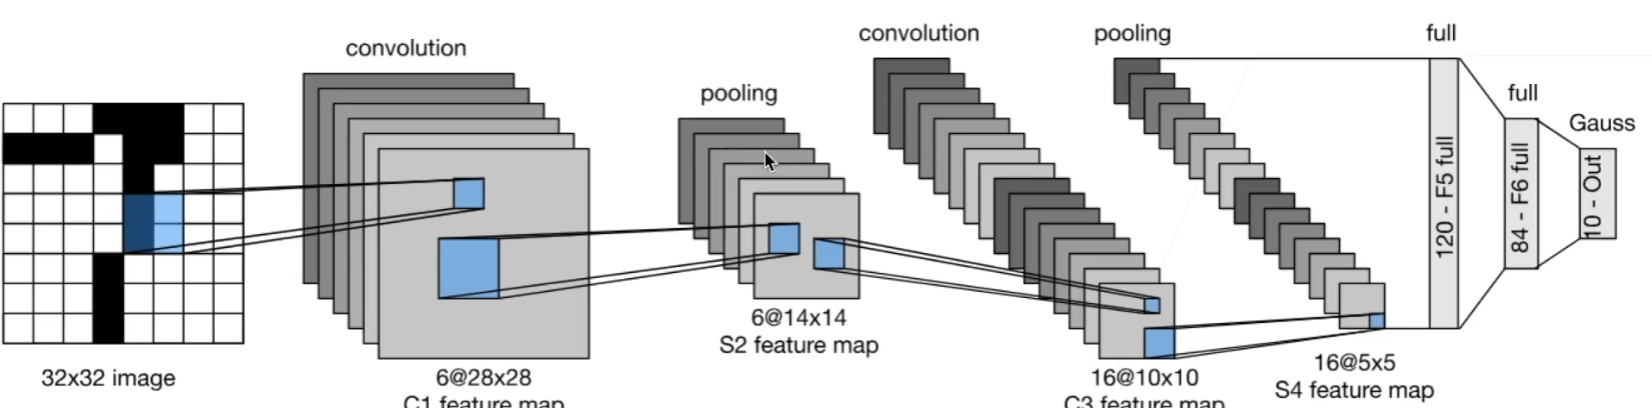 convolution
pooling
convolution
pooling
full
full
Gauss
120 - F5 full
84 - F6 full
10 - Out
32x32 image
6@28x28
C1 feature map
6@14x14
S2 feature map
16@10x10
C3 feature map
16@5x5
S4 feature map